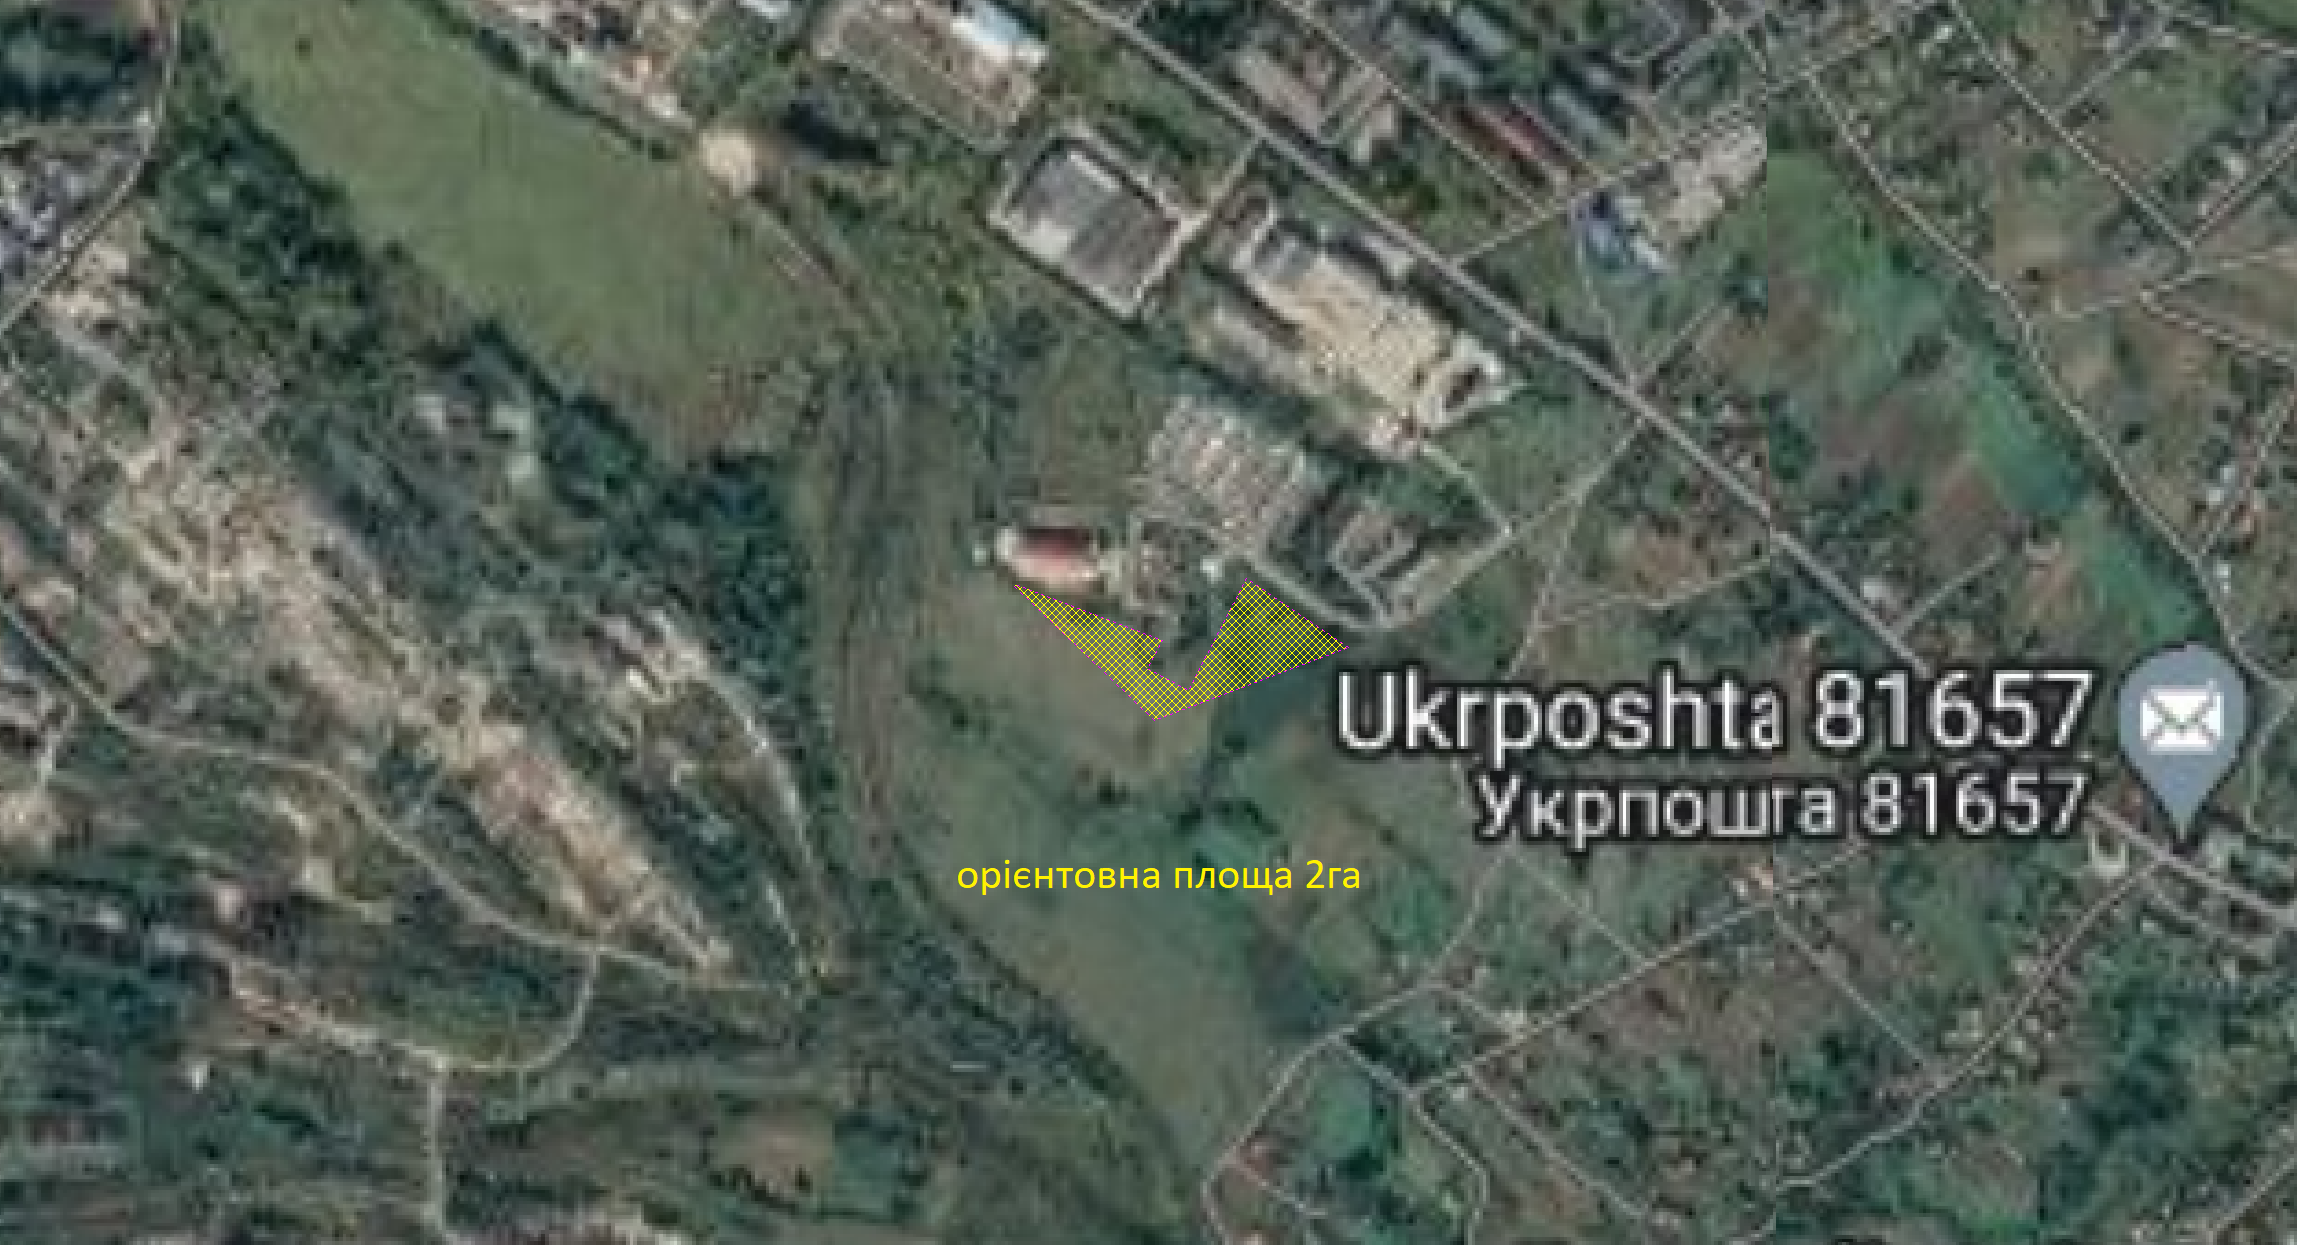 Ukrposhta 81657
Укрпошта 81657
орієнтовна площа 2га